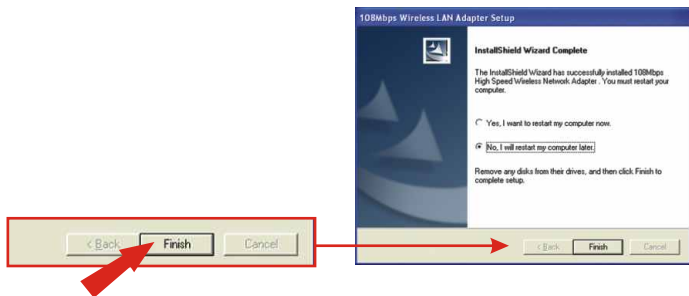 108Mbps Wireless LAN Adapter Setup
InstallShield Wizard Complete
The InstallShield Wizard has successfully installed 108Mbps
High Speed Wireless Network Adapter . You must restart your
computer.
Yes, I want to restart my computer now.
No, I will restart my computer later.
Remove any disks from their drives, and then click Finish to
complete setup.
< Back Finish Cancel
< Back Finish Cancel